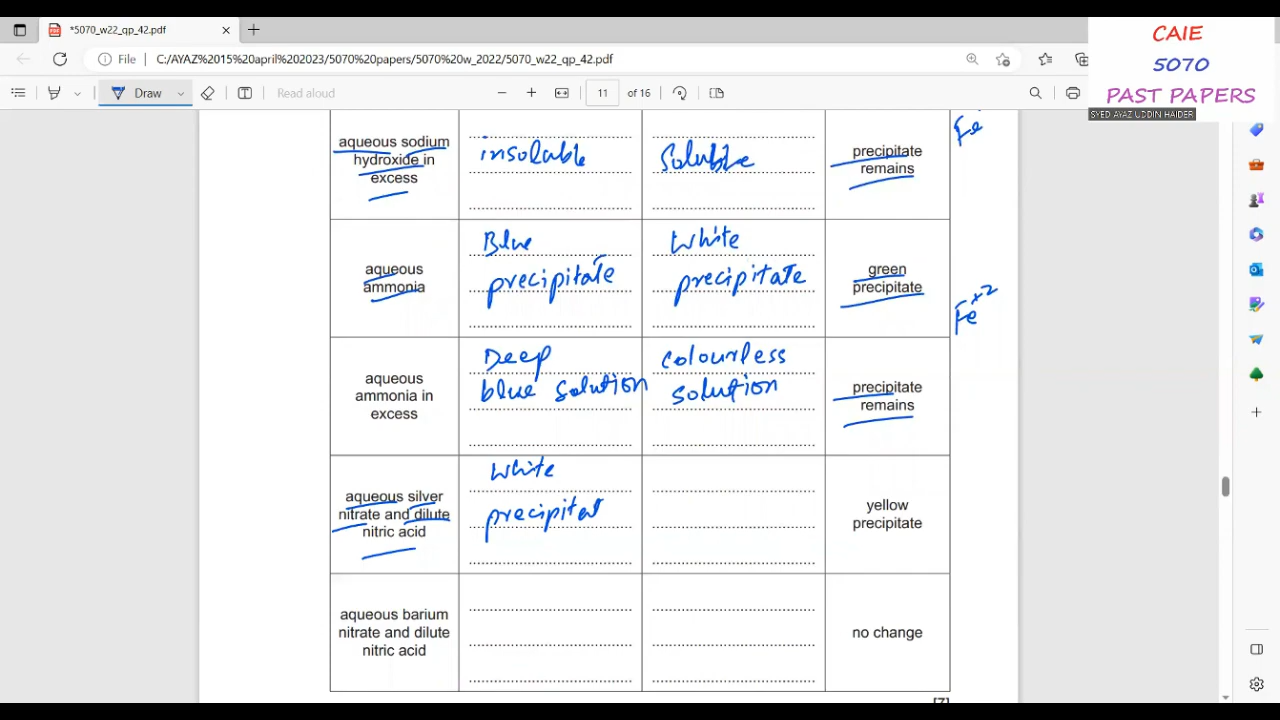 *5070_w22_qp_42.pdf
CAIE
5070
PAST PAPERS
SYED AYAZ UDDIN HAIDER
File C:/AYAZ%2015%20april%202023/5070%20papers/5070%20w_2022/5070_w22_qp_42.pdf
Draw Read aloud 11 of 16
Fe
aqueous sodium
hydroxide in
excess
insoluble
Soluble
precipitate
remains
aqueous
ammonia
Blue
precipitate
White
precipitate
green
precipitate
Fe+2
aqueous
ammonia in
excess
Deep
blue solution
colourless
solution
precipitate
remains
aqueous silver
nitrate and dilute
nitric acid
White
precipitat
yellow
precipitate
aqueous barium
nitrate and dilute
nitric acid
no change
[7]